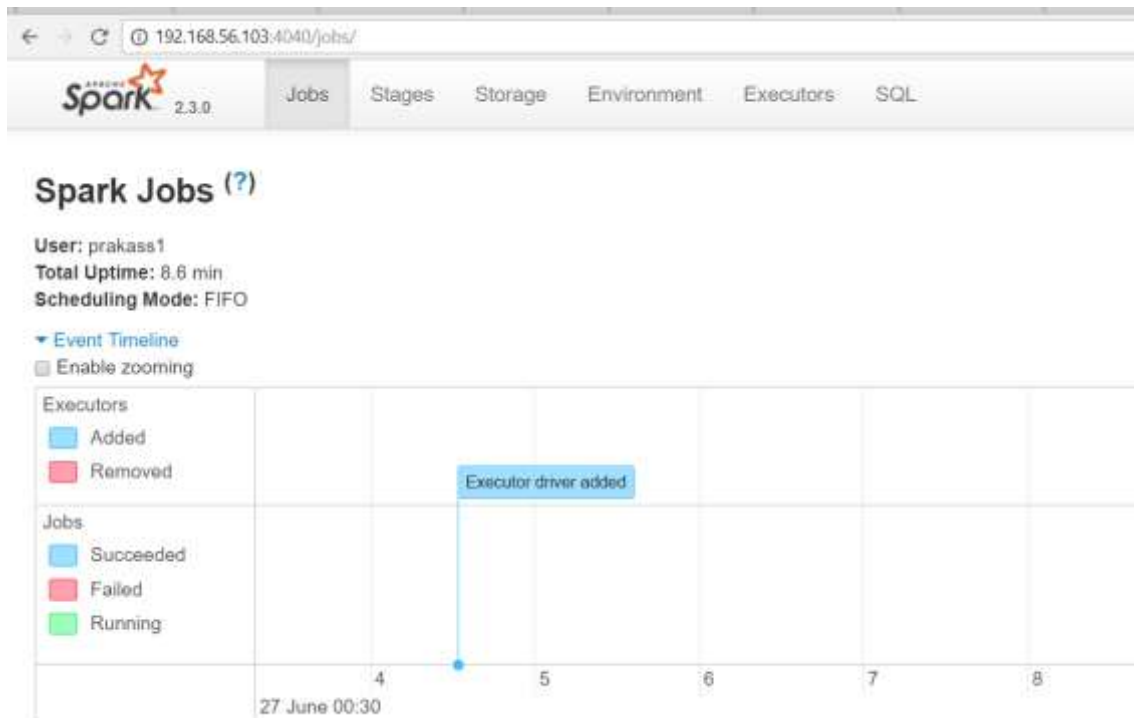 192.168.56.103:4040/jobs/
APACHE Spark 2.3.0 Jobs Stages Storage Environment Executors SQL
Spark Jobs (?)
User: prakass1
Total Uptime: 8.6 min
Scheduling Mode: FIFO
Event Timeline
Enable zooming
Executors
Added
Removed
Executor driver added
Jobs
Succeeded
Failed
Running
4 5 6 7 8
27 June 00:30